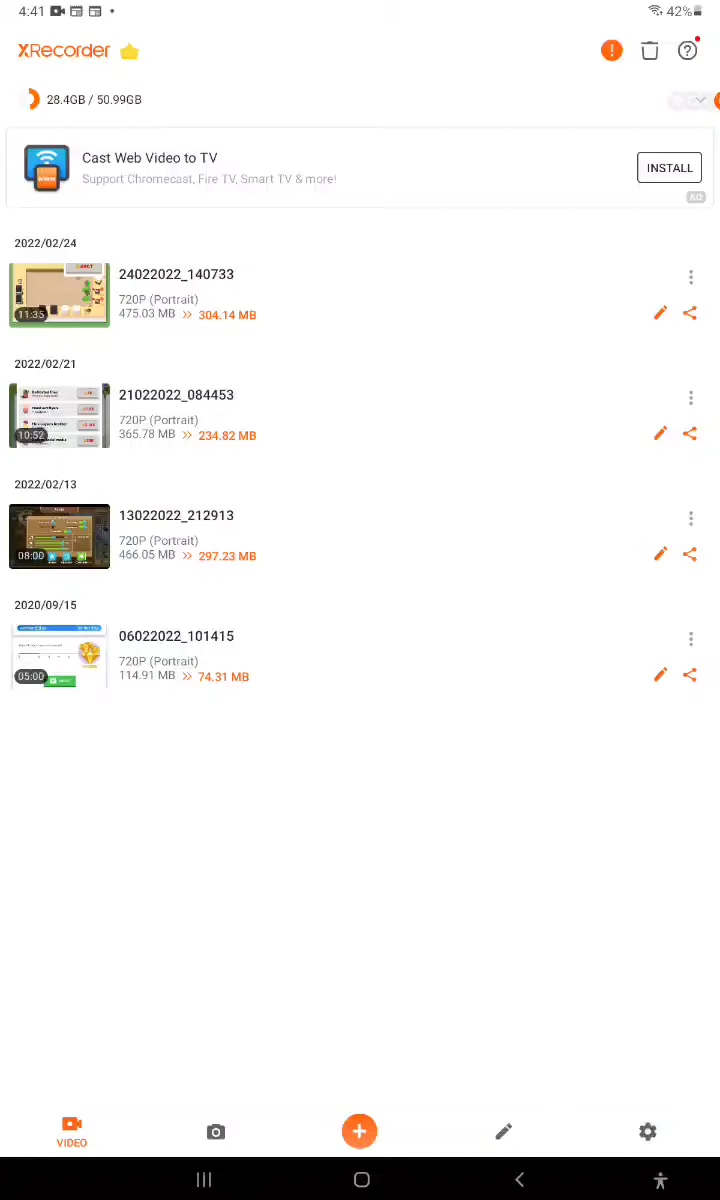 4:41
42%
XRecorder
28.4GB / 50.99GB
Cast Web Video to TV
Support Chromecast, Fire TV, Smart TV & more!
INSTALL
AD
2022/02/24
24022022_140733
720P (Portrait)
475.03 MB >> 304.14 MB
11:35
2022/02/21
21022022_084453
720P (Portrait)
365.78 MB >> 234.82 MB
10:52
2022/02/13
13022022_212913
720P (Portrait)
466.05 MB >> 297.23 MB
08:00
2020/09/15
06022022_101415
720P (Portrait)
114.91 MB >> 74.31 MB
05:00
VIDEO